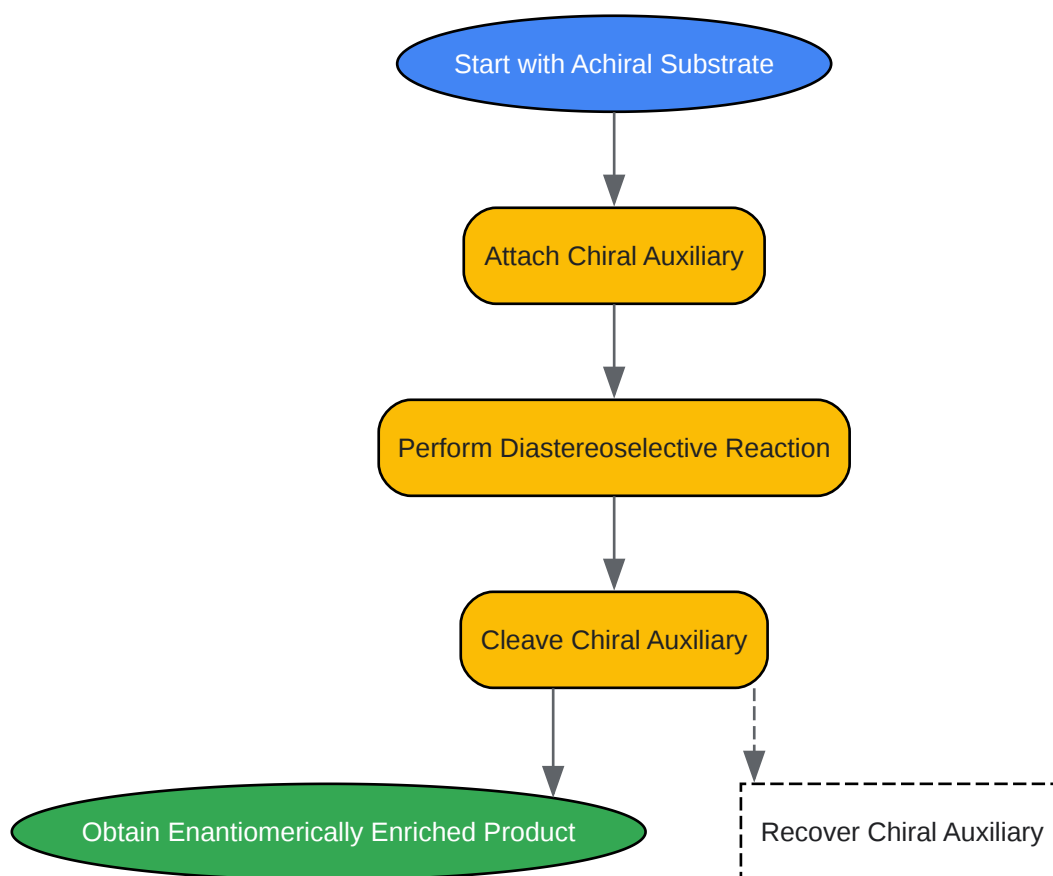 Start with Achiral Substrate
Attach Chiral Auxiliary
Perform Diastereoselective Reaction
Cleave Chiral Auxiliary
Obtain Enantiomerically Enriched Product
Recover Chiral Auxiliary